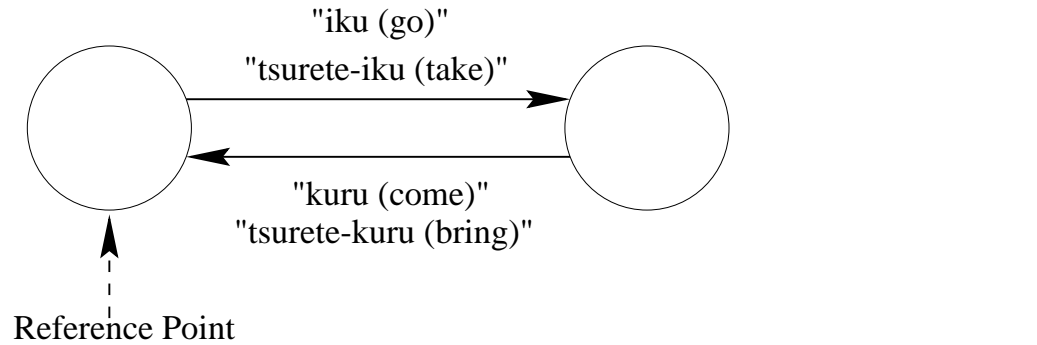 "iku (go)"
"tsurete-iku (take)"
"kuru (come)"
"tsurete-kuru (bring)"
Reference Point